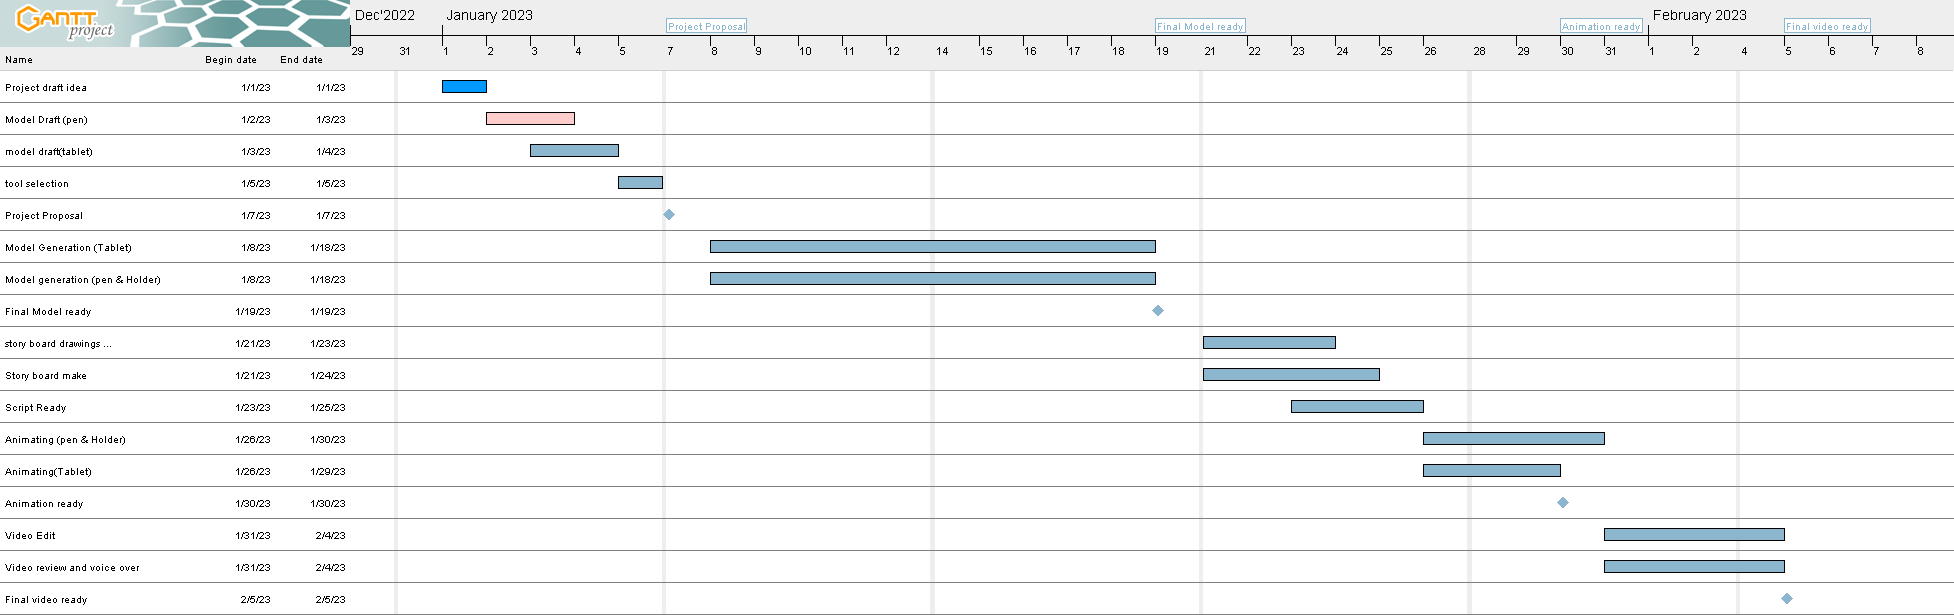 GANTT
project
Dec'2022 January 2023 February 2023
Project Proposal Final Model ready Animation ready Final video ready
29 31 1 2 3 4 5 7 8 9 10 11 12 14 15 16 17 18 19 21 22 23 24 25 26 28 29 30 31 1 2 4 5 6 7 8
Name Begin date End date
Project draft idea 1/1/23 1/1/23
Model Draft (pen) 1/2/23 1/3/23
model draft(tablet) 1/3/23 1/4/23
tool selection 1/5/23 1/5/23
Project Proposal 1/7/23 1/7/23
Model Generation (Tablet) 1/8/23 1/18/23
Model generation (pen & Holder) 1/8/23 1/18/23
Final Model ready 1/19/23 1/19/23
story board drawings ... 1/21/23 1/23/23
Story board make 1/21/23 1/24/23
Script Ready 1/23/23 1/25/23
Animating (pen & Holder) 1/26/23 1/30/23
Animating(Tablet) 1/26/23 1/29/23
Animation ready 1/30/23 1/30/23
Video Edit 1/31/23 2/4/23
Video review and voice over 1/31/23 2/4/23
Final video ready 2/5/23 2/5/23